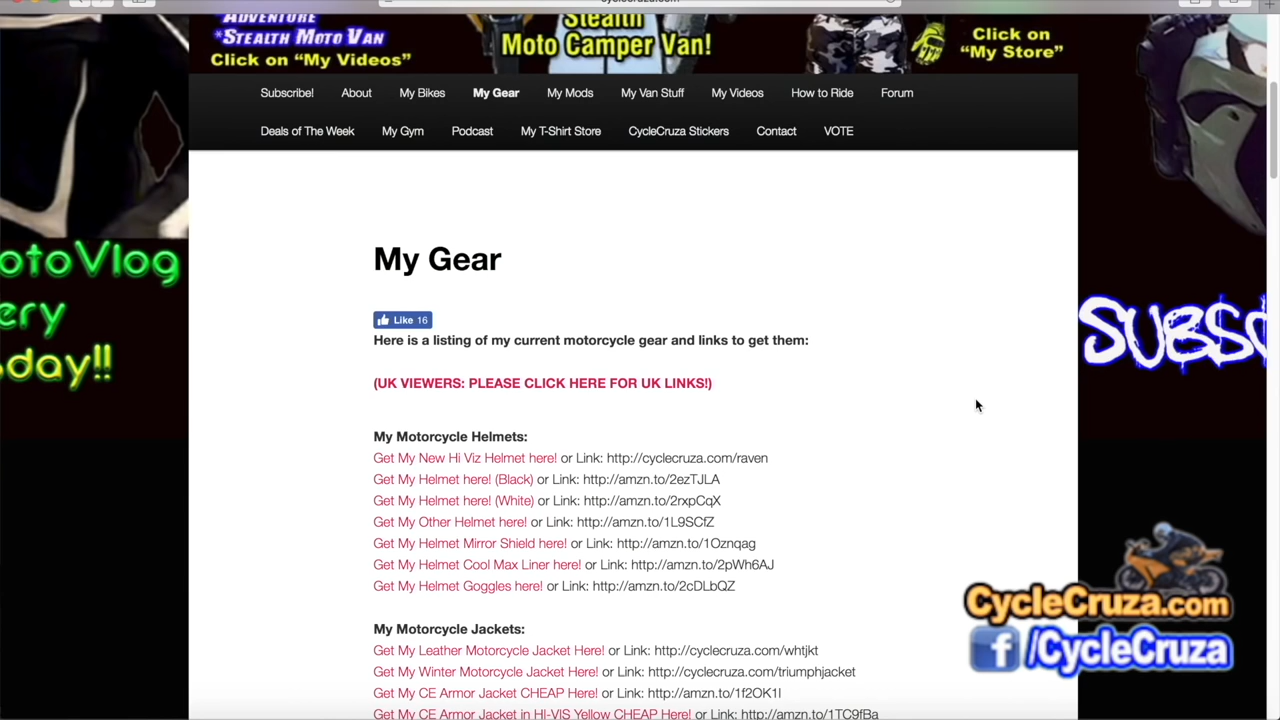 ADVENTURE
*STEALTH MOTO VAN
Click on "My Videos"
Stealth
Moto Camper Van!
Click on
"My Store"
Subscribe! About My Bikes My Gear My Mods My Van Stuff My Videos How to Ride Forum
Deals of The Week My Gym Podcast My T-Shirt Store CycleCruza Stickers Contact VOTE
otoVlog
ery
day!!
SUBSC
My Gear
Like 16
Here is a listing of my current motorcycle gear and links to get them:
(UK VIEWERS: PLEASE CLICK HERE FOR UK LINKS!)
My Motorcycle Helmets:
Get My New Hi Viz Helmet here! or Link: http://cyclecruza.com/raven
Get My Helmet here! (Black) or Link: http://amzn.to/2ezTJLA
Get My Helmet here! (White) or Link: http://amzn.to/2rxpCqX
Get My Other Helmet here! or Link: http://amzn.to/1L9SCfZ
Get My Helmet Mirror Shield here! or Link: http://amzn.to/1Oznqag
Get My Helmet Cool Max Liner here! or Link: http://amzn.to/2pWh6AJ
Get My Helmet Goggles here! or Link: http://amzn.to/2cDLbQZ
My Motorcycle Jackets:
Get My Leather Motorcycle Jacket Here! or Link: http://cyclecruza.com/whtjkt
Get My Winter Motorcycle Jacket Here! or Link: http://cyclecruza.com/triumphjacket
Get My CE Armor Jacket CHEAP Here! or Link: http://amzn.to/1f2OK1I
Get My CE Armor Jacket in HI-VIS Yellow CHEAP Here! or Link: http://amzn.to/1TC9fBa
CycleCruza.com
f /CycleCruza